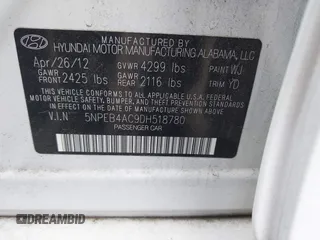 MANUFACTURED BY
HYUNDAI MOTOR MANUFACTURING ALABAMA, LLC
Apr/26/12 GVWR 4299 lbs PAINT WJ
GAWR FRONT 2425 lbs GAWR REAR 2116 lbs TRIM YD
THIS VEHICLE CONFORMS TO ALL APPLICABLE U.S.A. FEDERAL
MOTOR VEHICLE SAFETY, BUMPER, AND THEFT PREVENTION
STANDARDS IN EFFECT ON THE DATE OF MANUFACTURE SHOWN ABOVE.
V.I.N 5NPEB4AC9DH518780
PASSENGER CAR
DREAMBID